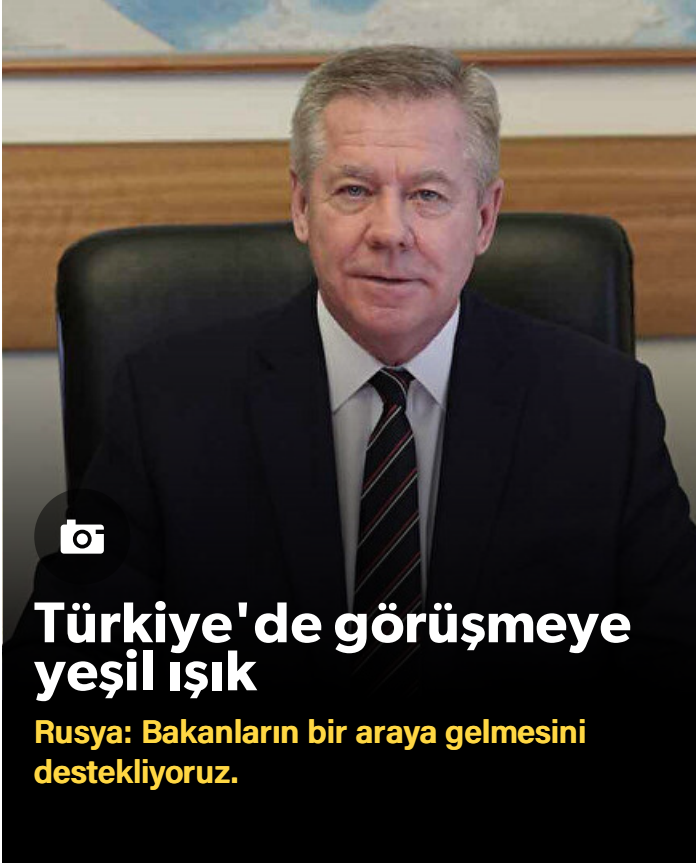 Türkiye'de görüşmeye
yeşil ışık
Rusya: Bakanların bir araya gelmesini
destekliyoruz.